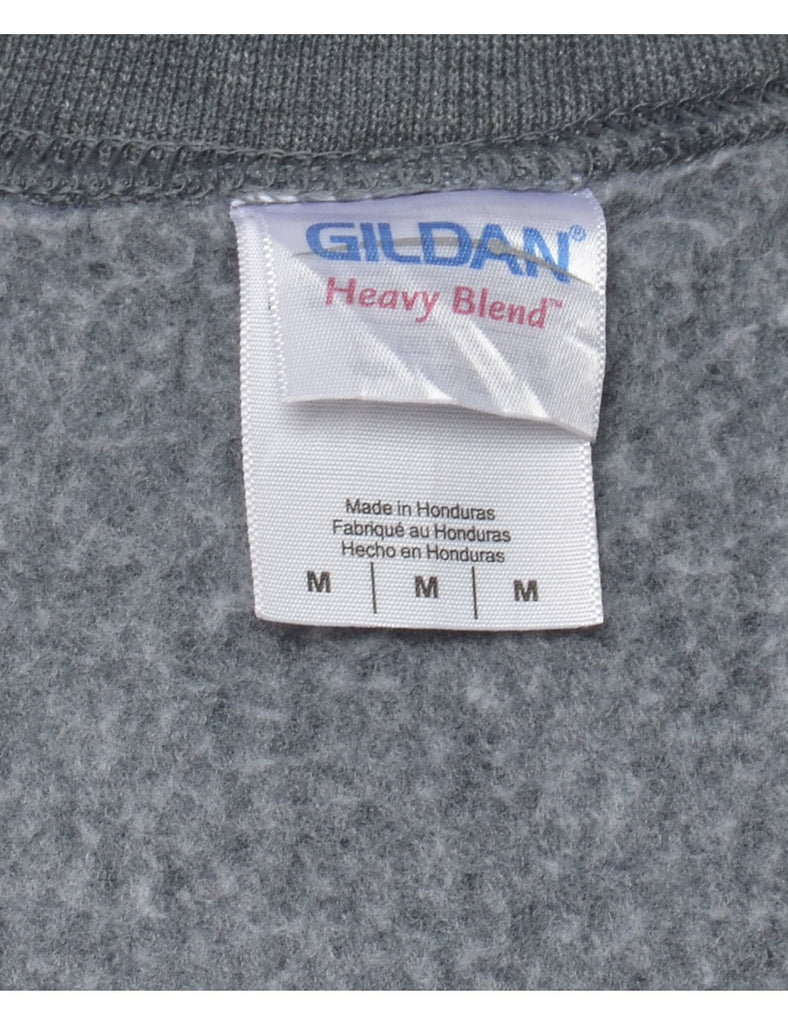 GILDAN®
Heavy Blend™
Made in Honduras
Fabriqué au Honduras
Hecho en Honduras
M | M | M